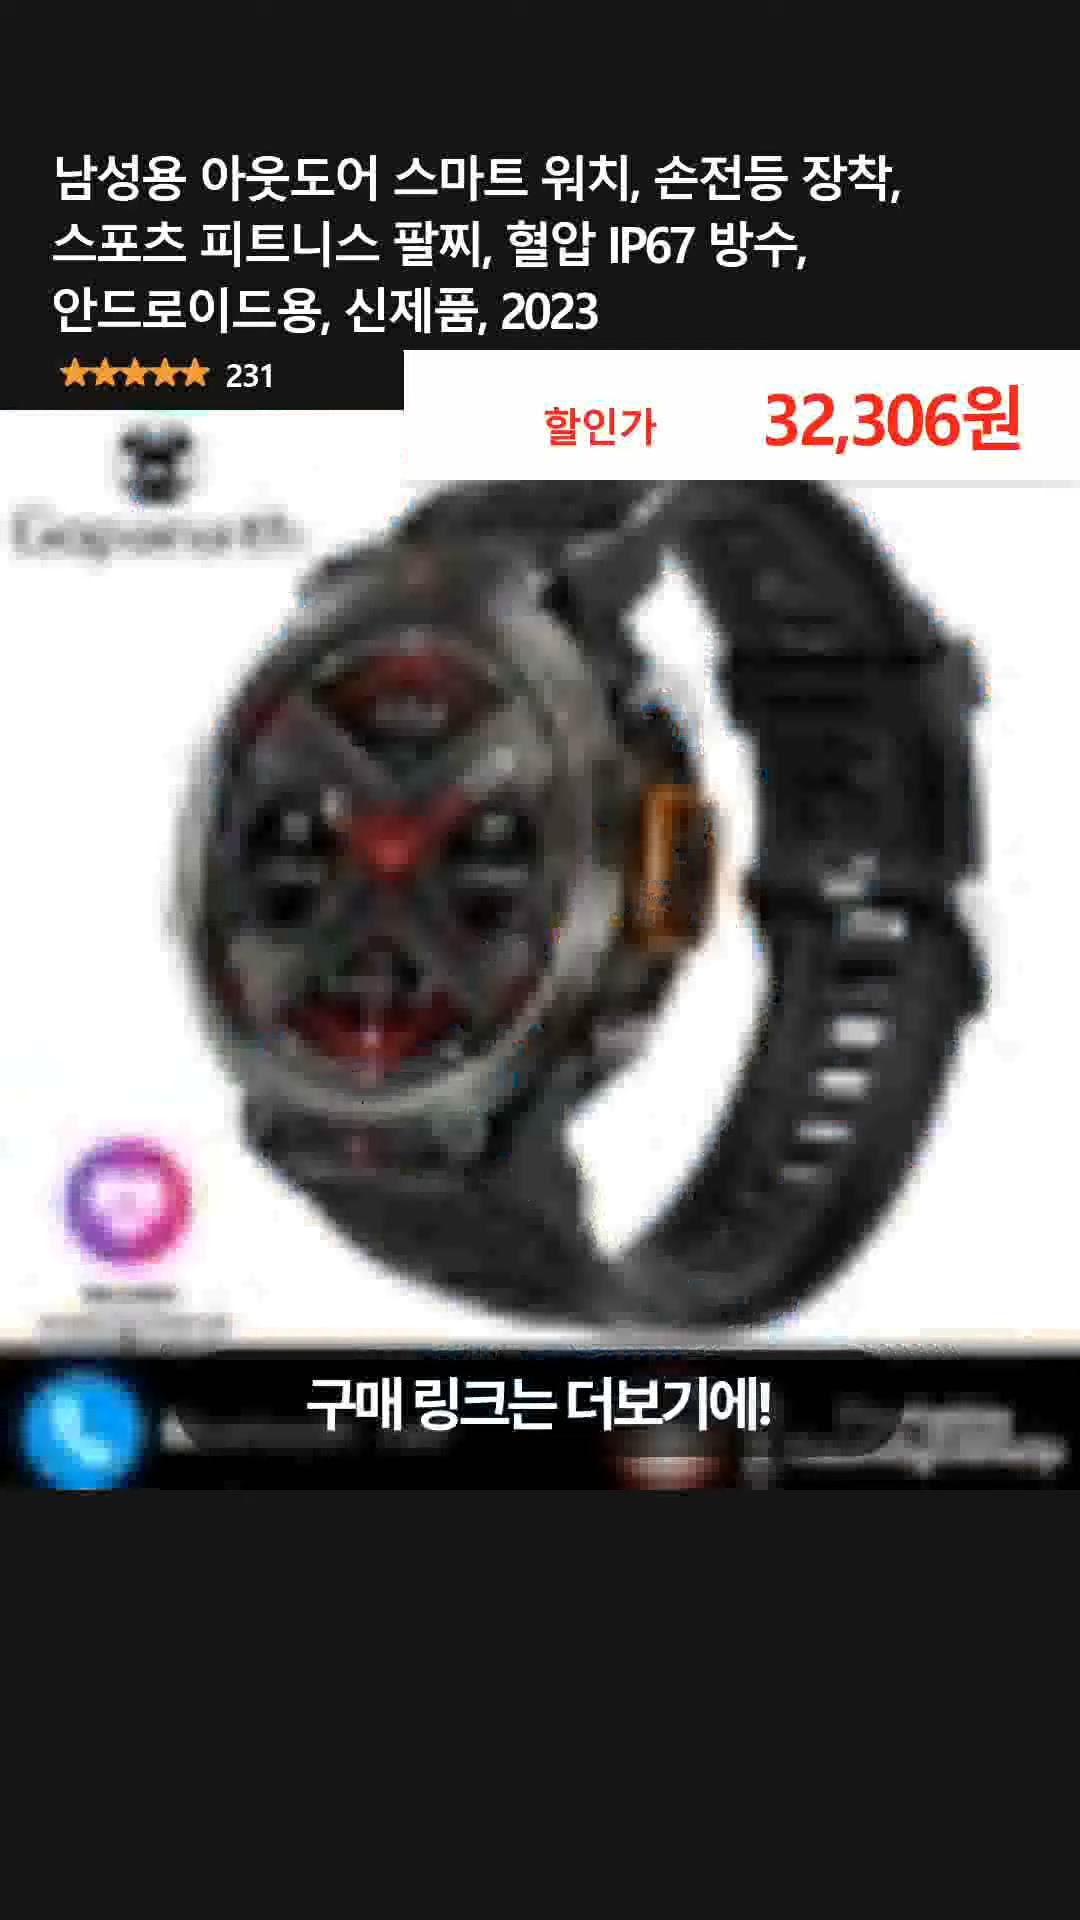 남성용 아웃도어 스마트 워치, 손전등 장착,
스포츠 피트니스 팔찌, 혈압 IP67 방수,
안드로이드용, 신제품, 2023
231
할인가 32,306원
구매 링크는 더보기에!